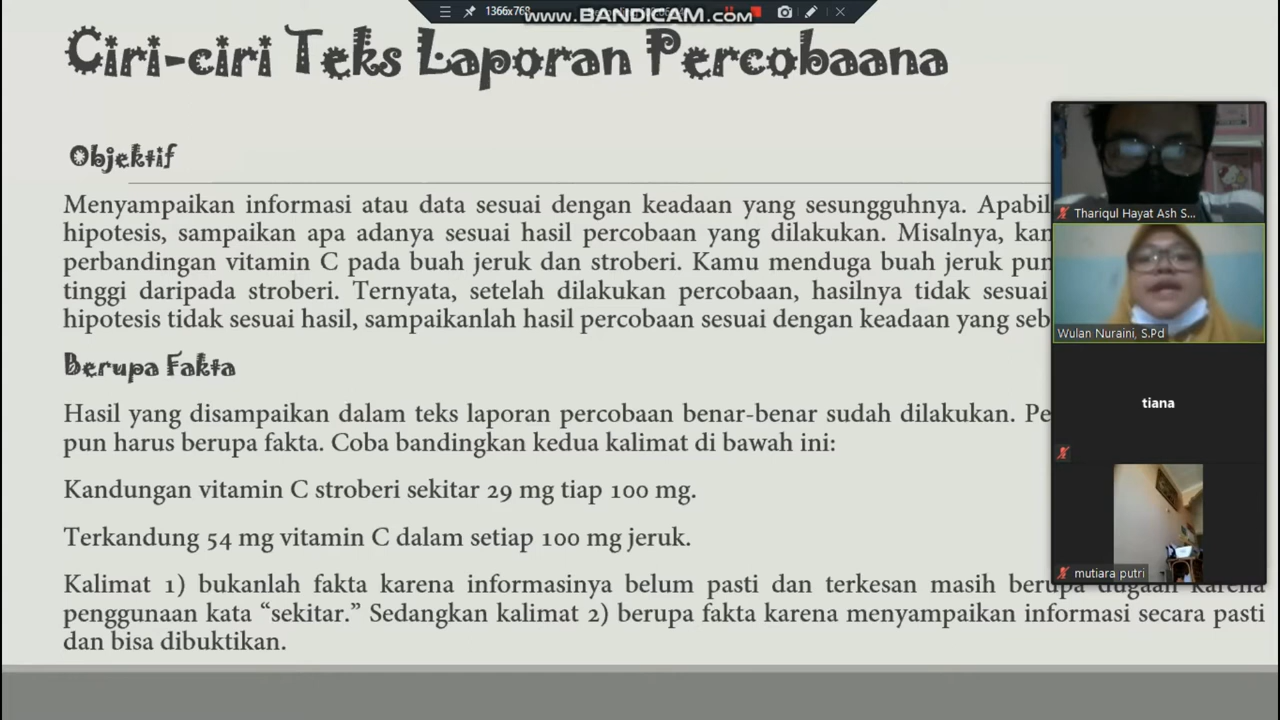 1366x768
www.BANDICAM.com
Ciri-ciri Teks Laporan Percobaana
Objektif
Menyampaikan informasi atau data sesuai dengan keadaan yang sesungguhnya. Apabil
hipotesis, sampaikan apa adanya sesuai hasil percobaan yang dilakukan. Misalnya, kan
perbandingan vitamin C pada buah jeruk dan stroberi. Kamu menduga buah jeruk pun
tinggi daripada stroberi. Ternyata, setelah dilakukan percobaan, hasilnya tidak sesuai
hipotesis tidak sesuai hasil, sampaikanlah hasil percobaan sesuai dengan keadaan yang seb
Berupa Fakta
Hasil yang disampaikan dalam teks laporan percobaan benar-benar sudah dilakukan. Pe
pun harus berupa fakta. Coba bandingkan kedua kalimat di bawah ini:
Kandungan vitamin C stroberi sekitar 29 mg tiap 100 mg.
Terkandung 54 mg vitamin C dalam setiap 100 mg jeruk.
Kalimat 1) bukanlah fakta karena informasinya belum pasti dan terkesan masih berupa dugaan karena
penggunaan kata “sekitar.” Sedangkan kalimat 2) berupa fakta karena menyampaikan informasi secara pasti
dan bisa dibuktikan.
Thariqul Hayat Ash S...
Wulan Nuraini, S.Pd
tiana
mutiara putri